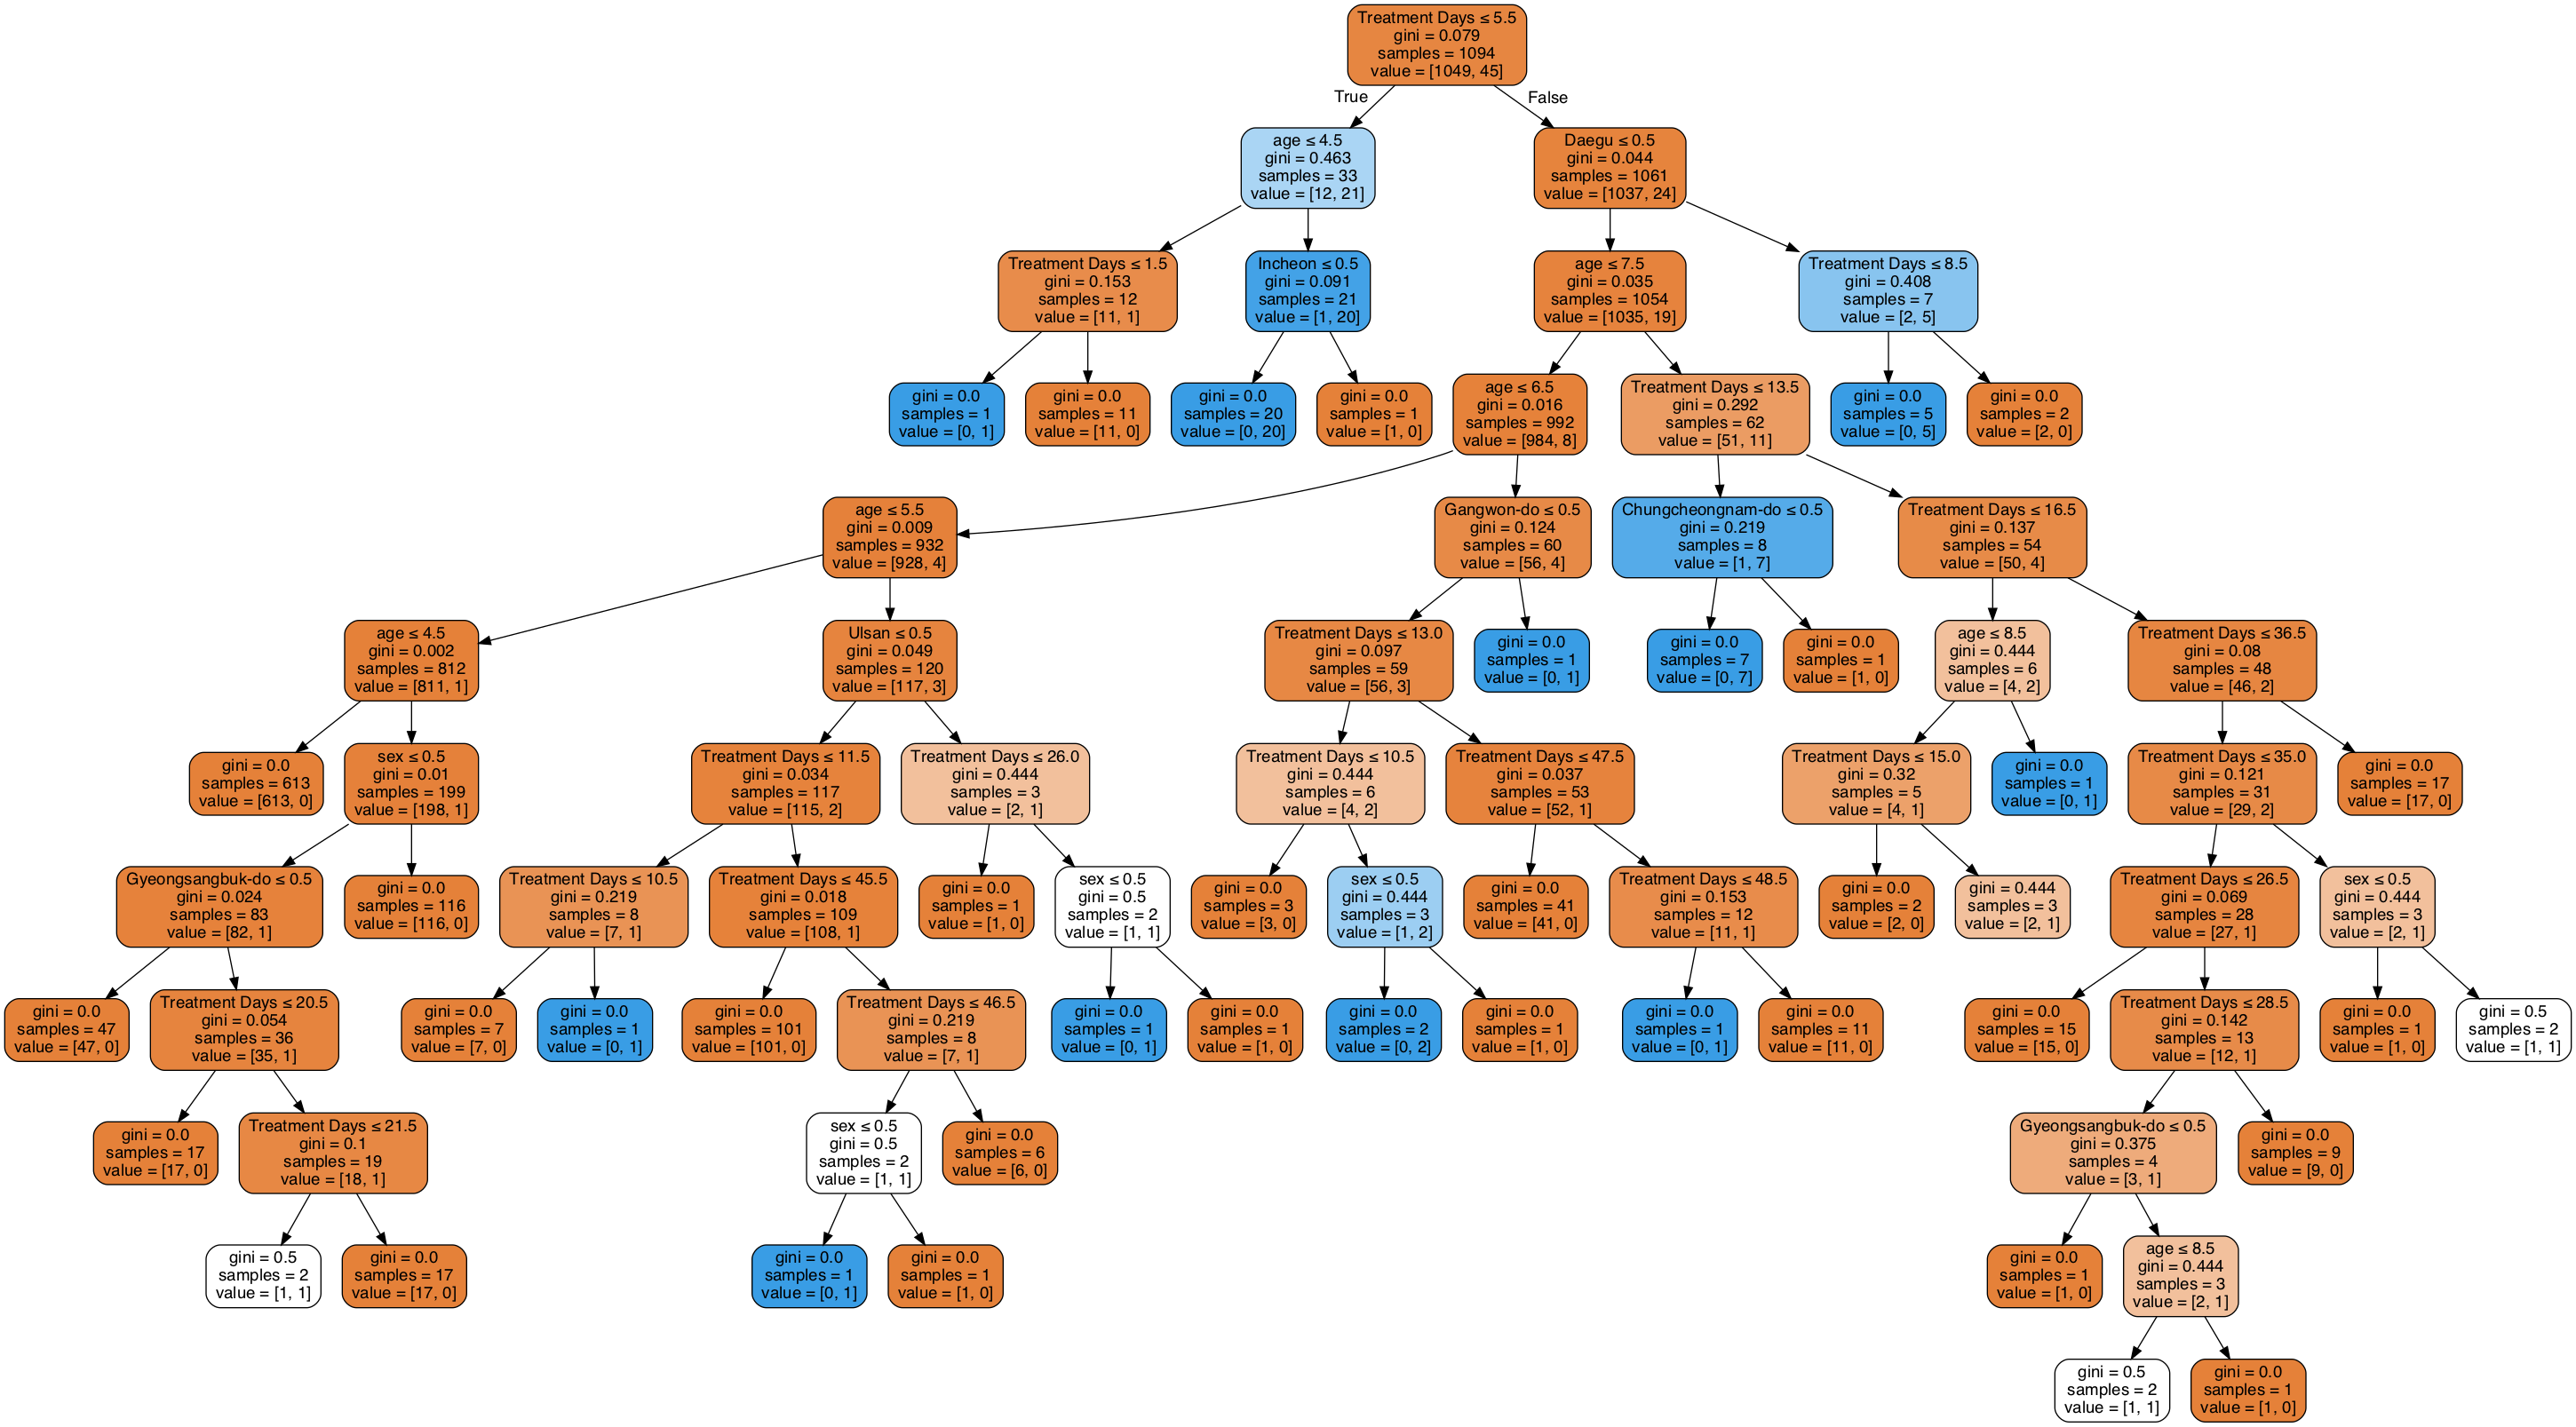 Treatment Days ≤ 5.5
gini = 0.079
samples = 1094
value = [1049, 45]
True
False
age ≤ 4.5
gini = 0.463
samples = 33
value = [12, 21]
Daegu ≤ 0.5
gini = 0.044
samples = 1061
value = [1037, 24]
Treatment Days ≤ 1.5
gini = 0.153
samples = 12
value = [11, 1]
Incheon ≤ 0.5
gini = 0.091
samples = 21
value = [1, 20]
age ≤ 7.5
gini = 0.035
samples = 1054
value = [1035, 19]
Treatment Days ≤ 8.5
gini = 0.408
samples = 7
value = [2, 5]
gini = 0.0
samples = 1
value = [0, 1]
gini = 0.0
samples = 11
value = [11, 0]
gini = 0.0
samples = 20
value = [0, 20]
gini = 0.0
samples = 1
value = [1, 0]
age ≤ 6.5
gini = 0.016
samples = 992
value = [984, 8]
Treatment Days ≤ 13.5
gini = 0.292
samples = 62
value = [51, 11]
gini = 0.0
samples = 5
value = [0, 5]
gini = 0.0
samples = 2
value = [2, 0]
age ≤ 5.5
gini = 0.009
samples = 932
value = [928, 4]
Gangwon-do ≤ 0.5
gini = 0.124
samples = 60
value = [56, 4]
Chungcheongnam-do ≤ 0.5
gini = 0.219
samples = 8
value = [1, 7]
Treatment Days ≤ 16.5
gini = 0.137
samples = 54
value = [50, 4]
age ≤ 4.5
gini = 0.002
samples = 812
value = [811, 1]
Ulsan ≤ 0.5
gini = 0.049
samples = 120
value = [117, 3]
Treatment Days ≤ 13.0
gini = 0.097
samples = 59
value = [56, 3]
gini = 0.0
samples = 1
value = [0, 1]
gini = 0.0
samples = 7
value = [0, 7]
gini = 0.0
samples = 1
value = [1, 0]
age ≤ 8.5
gini = 0.444
samples = 6
value = [4, 2]
Treatment Days ≤ 36.5
gini = 0.08
samples = 48
value = [46, 2]
gini = 0.0
samples = 613
value = [613, 0]
sex ≤ 0.5
gini = 0.01
samples = 199
value = [198, 1]
Treatment Days ≤ 11.5
gini = 0.034
samples = 117
value = [115, 2]
Treatment Days ≤ 26.0
gini = 0.444
samples = 3
value = [2, 1]
Treatment Days ≤ 10.5
gini = 0.444
samples = 6
value = [4, 2]
Treatment Days ≤ 47.5
gini = 0.037
samples = 53
value = [52, 1]
Treatment Days ≤ 15.0
gini = 0.32
samples = 5
value = [4, 1]
gini = 0.0
samples = 1
value = [0, 1]
Treatment Days ≤ 35.0
gini = 0.121
samples = 31
value = [29, 2]
gini = 0.0
samples = 17
value = [17, 0]
Gyeongsangbuk-do ≤ 0.5
gini = 0.024
samples = 83
value = [82, 1]
gini = 0.0
samples = 116
value = [116, 0]
Treatment Days ≤ 10.5
gini = 0.219
samples = 8
value = [7, 1]
Treatment Days ≤ 45.5
gini = 0.018
samples = 109
value = [108, 1]
gini = 0.0
samples = 1
value = [1, 0]
sex ≤ 0.5
gini = 0.5
samples = 2
value = [1, 1]
gini = 0.0
samples = 3
value = [3, 0]
sex ≤ 0.5
gini = 0.444
samples = 3
value = [1, 2]
gini = 0.0
samples = 41
value = [41, 0]
Treatment Days ≤ 48.5
gini = 0.153
samples = 12
value = [11, 1]
gini = 0.0
samples = 2
value = [2, 0]
gini = 0.444
samples = 3
value = [2, 1]
Treatment Days ≤ 26.5
gini = 0.069
samples = 28
value = [27, 1]
sex ≤ 0.5
gini = 0.444
samples = 3
value = [2, 1]
gini = 0.0
samples = 47
value = [47, 0]
Treatment Days ≤ 20.5
gini = 0.054
samples = 36
value = [35, 1]
gini = 0.0
samples = 7
value = [7, 0]
gini = 0.0
samples = 1
value = [0, 1]
gini = 0.0
samples = 101
value = [101, 0]
Treatment Days ≤ 46.5
gini = 0.219
samples = 8
value = [7, 1]
gini = 0.0
samples = 1
value = [0, 1]
gini = 0.0
samples = 1
value = [1, 0]
gini = 0.0
samples = 2
value = [0, 2]
gini = 0.0
samples = 1
value = [1, 0]
gini = 0.0
samples = 1
value = [0, 1]
gini = 0.0
samples = 11
value = [11, 0]
gini = 0.0
samples = 15
value = [15, 0]
Treatment Days ≤ 28.5
gini = 0.142
samples = 13
value = [12, 1]
gini = 0.0
samples = 1
value = [1, 0]
gini = 0.5
samples = 2
value = [1, 1]
gini = 0.0
samples = 17
value = [17, 0]
Treatment Days ≤ 21.5
gini = 0.1
samples = 19
value = [18, 1]
sex ≤ 0.5
gini = 0.5
samples = 2
value = [1, 1]
gini = 0.0
samples = 6
value = [6, 0]
Gyeongsangbuk-do ≤ 0.5
gini = 0.375
samples = 4
value = [3, 1]
gini = 0.0
samples = 9
value = [9, 0]
gini = 0.5
samples = 2
value = [1, 1]
gini = 0.0
samples = 17
value = [17, 0]
gini = 0.0
samples = 1
value = [0, 1]
gini = 0.0
samples = 1
value = [1, 0]
gini = 0.0
samples = 1
value = [1, 0]
age ≤ 8.5
gini = 0.444
samples = 3
value = [2, 1]
gini = 0.5
samples = 2
value = [1, 1]
gini = 0.0
samples = 1
value = [1, 0]